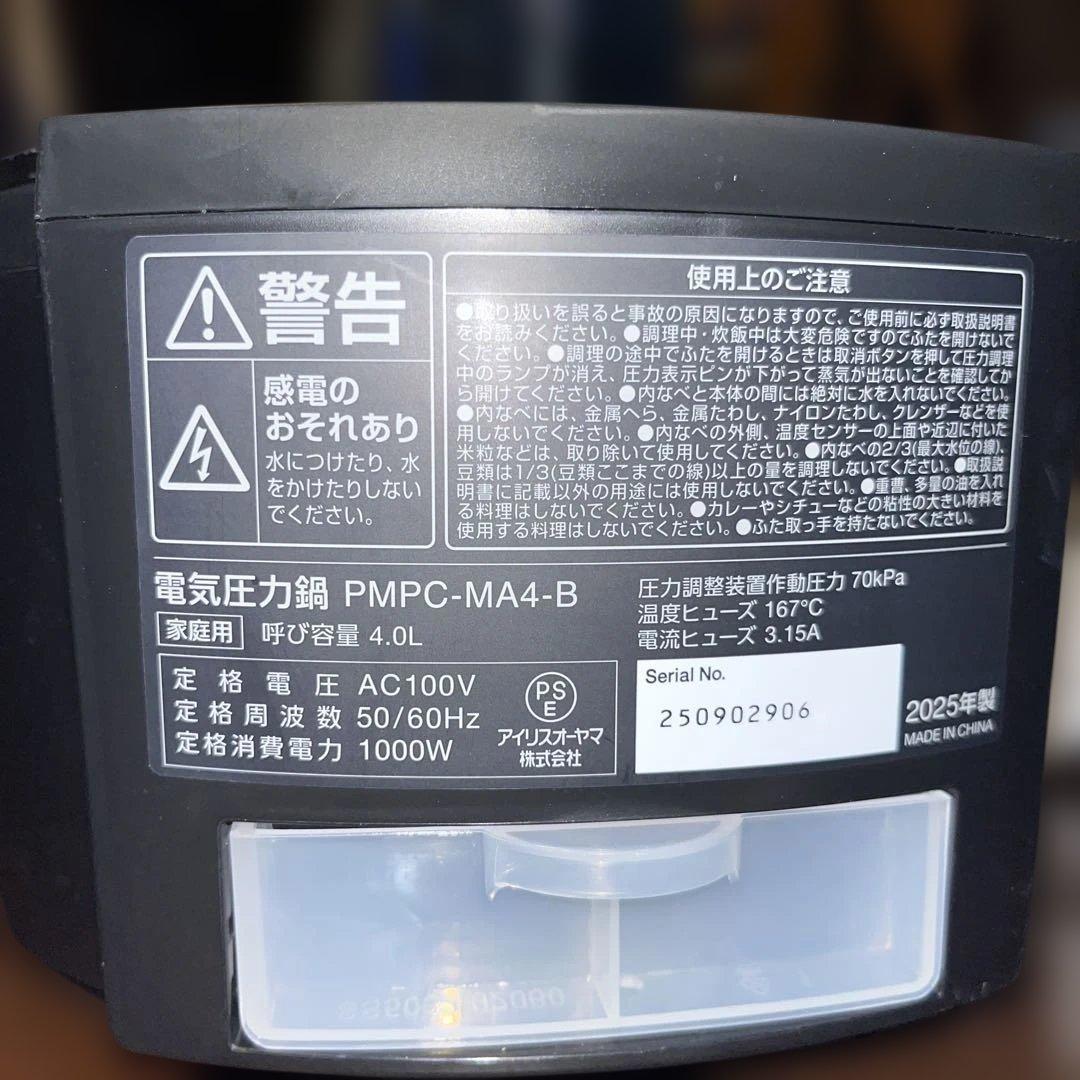 警告
感電の
おそれあり
水につけたり、水
をかけたりしない
でください。
使用上のご注意
●取り扱いを誤ると事故の原因になりますので、ご使用前に必ず取扱説明書
をお読みください。●調理中・炊飯中は大変危険ですのでふたを開けないで
ください。●調理の途中でふたを開けるときは取消ボタンを押して圧力調理
中のランプが消え、圧力表示ピンが下がって蒸気が出ないことを確認してか
ら開けてください。●内なべと本体の間には絶対に水を入れないでください。
●内なべには、金属へら、金属たわし、ナイロンたわし、クレンザーなどを使
用しないでください。●内なべの外側、温度センサーの上面や近辺に付いた
米粒などは、取り除いて使用してください。●内なべの2/3(最大水位の線)、
豆類は1/3(豆類ここまでの線)以上の量を調理しないでください。●取扱説
明書に記載以外の用途には使用しないでください。●重曹、多量の油を入れ
る料理はしないでください。●カレーやシチューなどの粘性の大きい材料を
使用する料理はしないでください。●ふた取っ手を持たないでください。
電気圧力鍋 PMPC-MA4-B
家庭用 呼び容量 4.0L
定格電圧 AC100V
定格周波数 50/60Hz
定格消費電力 1000W
PS
E
アイリスオーヤマ
株式会社
圧力調整装置作動圧力 70kPa
温度ヒューズ 167℃
電流ヒューズ 3.15A
Serial No.
250902906
2025年製
MADE IN CHINA